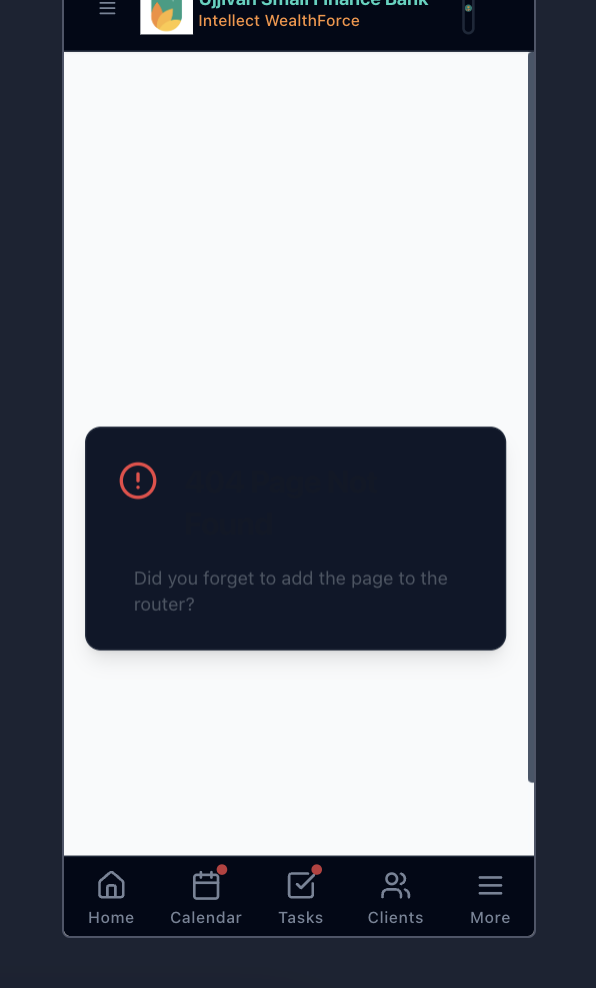 Ujjivan Small Finance Bank
Intellect WealthForce
Did you forget to add the page to the
router?
Home
Calendar
Tasks
Clients
More